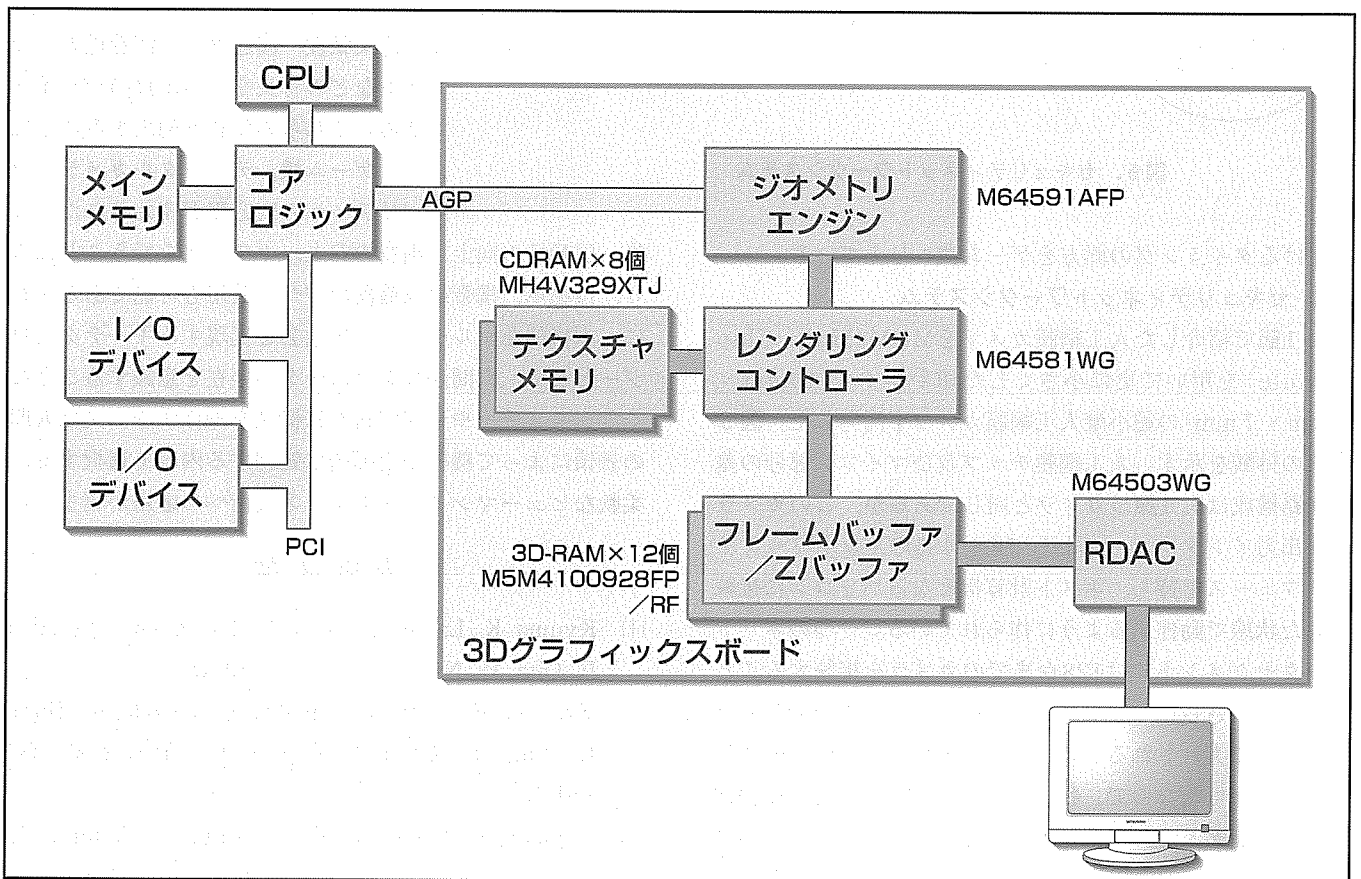 CPU
メイン
メモリ
コア
ロジック
AGP
ジオメトリ
エンジン
M64591AFP
CDRAM×8個
MH4V329XTJ
テクスチャ
メモリ
レンダリング
コントローラ
M64581WG
I/O
デバイス
I/O
デバイス
PCI
3D-RAM×12個
M5M4100928FP
/RF
フレームバッファ
/Zバッファ
M64503WG
RDAC
3Dグラフィックスボード